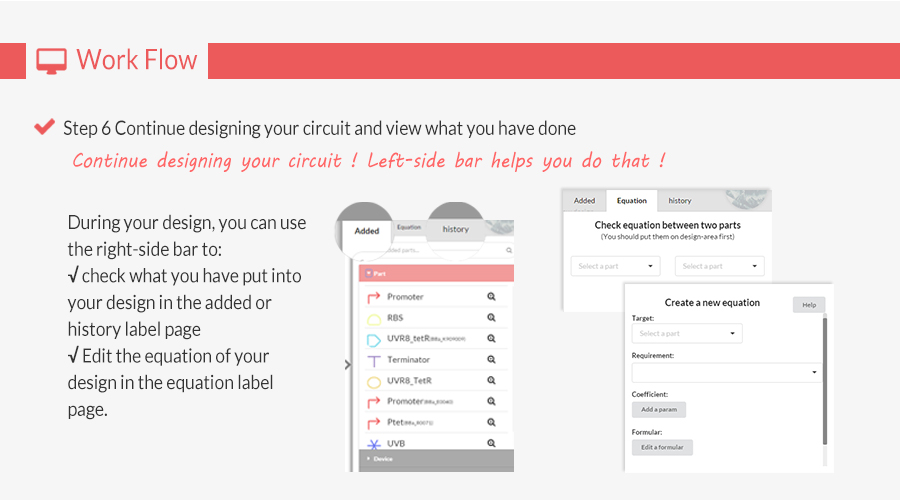 Work Flow
Step 6 Continue designing your circuit and view what you have done
Continue designing your circuit ! Left-side bar helps you do that !
During your design, you can use
the right-side bar to:
√ check what you have put into
your design in the added or
history label page
√ Edit the equation of your
design in the equation label
page.
Added Equation history
added parts...
Part
Promoter
RBS
UVR8_tetR
Terminator
UVR8_TetR
Promoter
Ptet
UVB
Device
Added Equation history
Check equation between two parts
(You should put them on design-area first)
Select a part Select a part
Create a new equation Help
Target:
Select a part
Requirement:
Coefficient:
Add a param
Formular:
Edit a formular